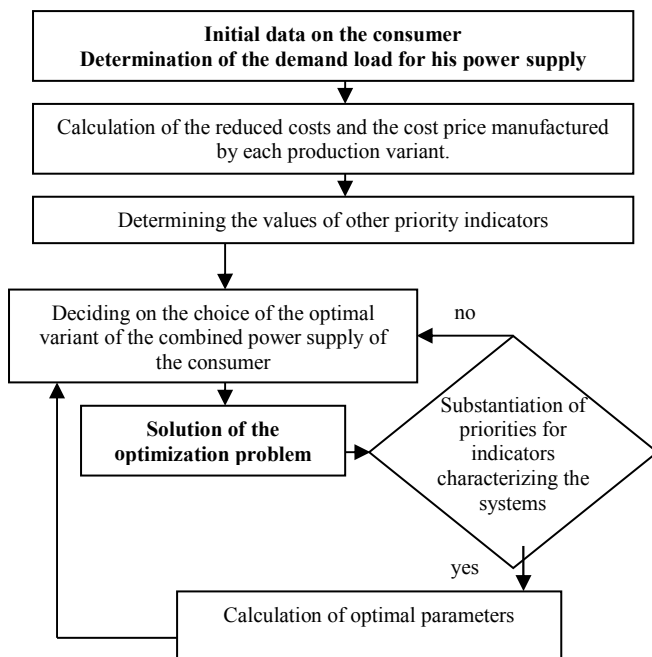 Initial data on the consumer
Determination of the demand load for his power supply
Calculation of the reduced costs and the cost price manufactured
by each production variant.
Determining the values of other priority indicators
Deciding on the choice of the optimal
variant of the combined power supply of
the consumer
no
Solution of the
optimization problem
Substantiation of
priorities for
indicators
characterizing the
systems
yes
Calculation of optimal parameters